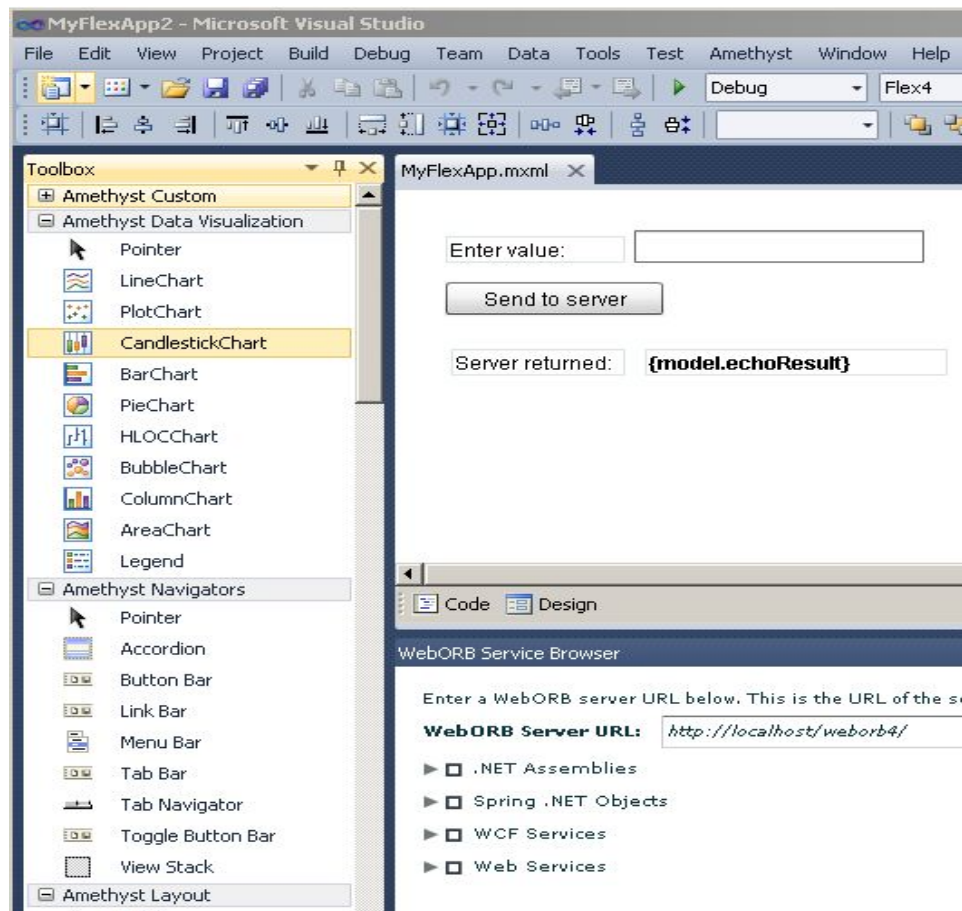 MyFlexApp2 - Microsoft Visual Studio
File Edit View Project Build Debug Team Data Tools Test Amethyst Window Help
Debug Flex4
Toolbox
Amethyst Custom
Amethyst Data Visualization
Pointer
LineChart
PlotChart
CandlestickChart
BarChart
PieChart
HLOCChart
BubbleChart
ColumnChart
AreaChart
Legend
Amethyst Navigators
Pointer
Accordion
Button Bar
Link Bar
Menu Bar
Tab Bar
Tab Navigator
Toggle Button Bar
View Stack
Amethyst Layout
MyFlexApp.mxml
Enter value:
Send to server
Server returned: {model.echoResult}
Code Design
WebORB Service Browser
Enter a WebORB server URL below. This is the URL of the
WebORB Server URL: http://localhost/weborb4/
.NET Assemblies
Spring .NET Objects
WCF Services
Web Services